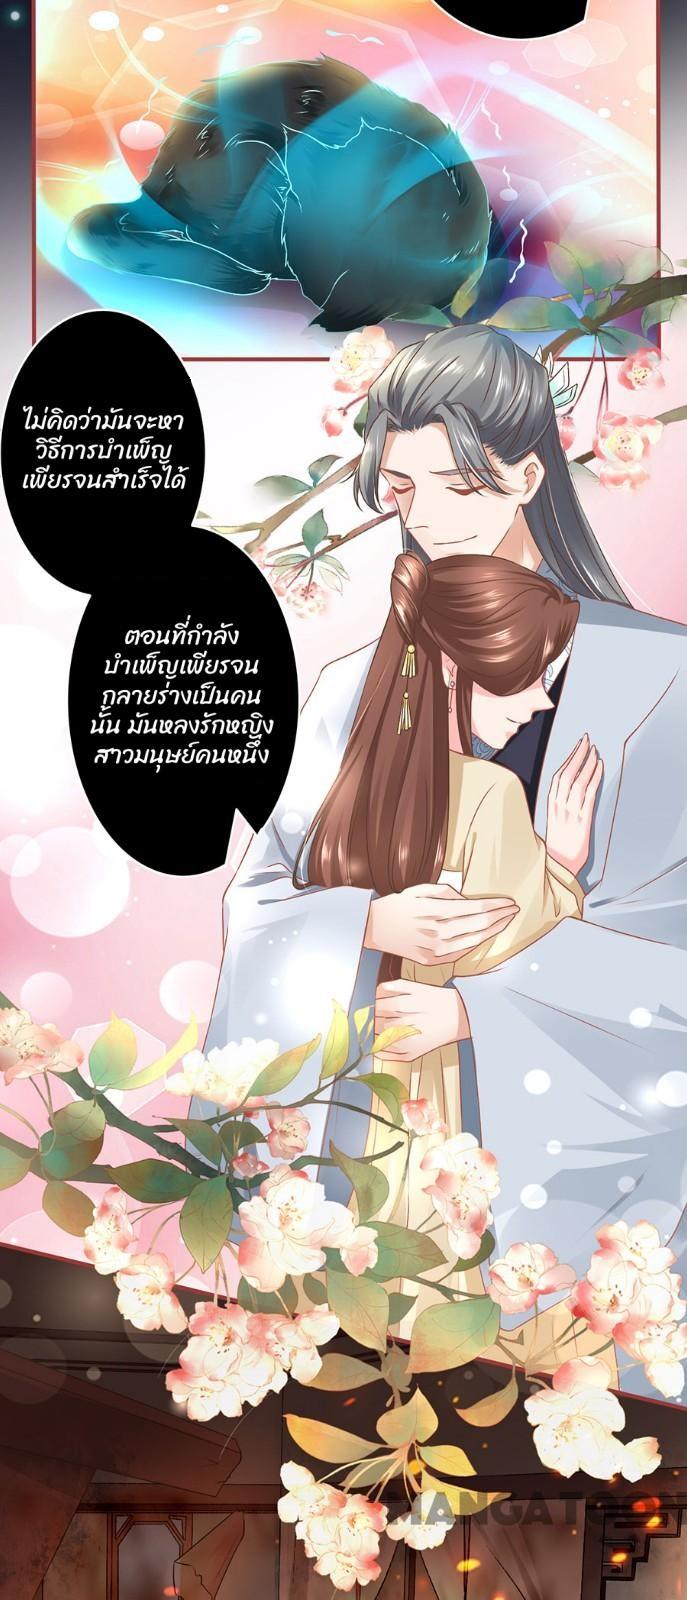 ไม่คิดว่ามันจะหา
วิธีการบำเพ็ญ
เพียรจนสำเร็จได้
ตอนที่กำลัง
บำเพ็ญเพียรจน
กลายร่างเป็นคน
นั้น มันหลงรักหญิง
สาวมนุษย์คนหนึ่ง
MANGATOON